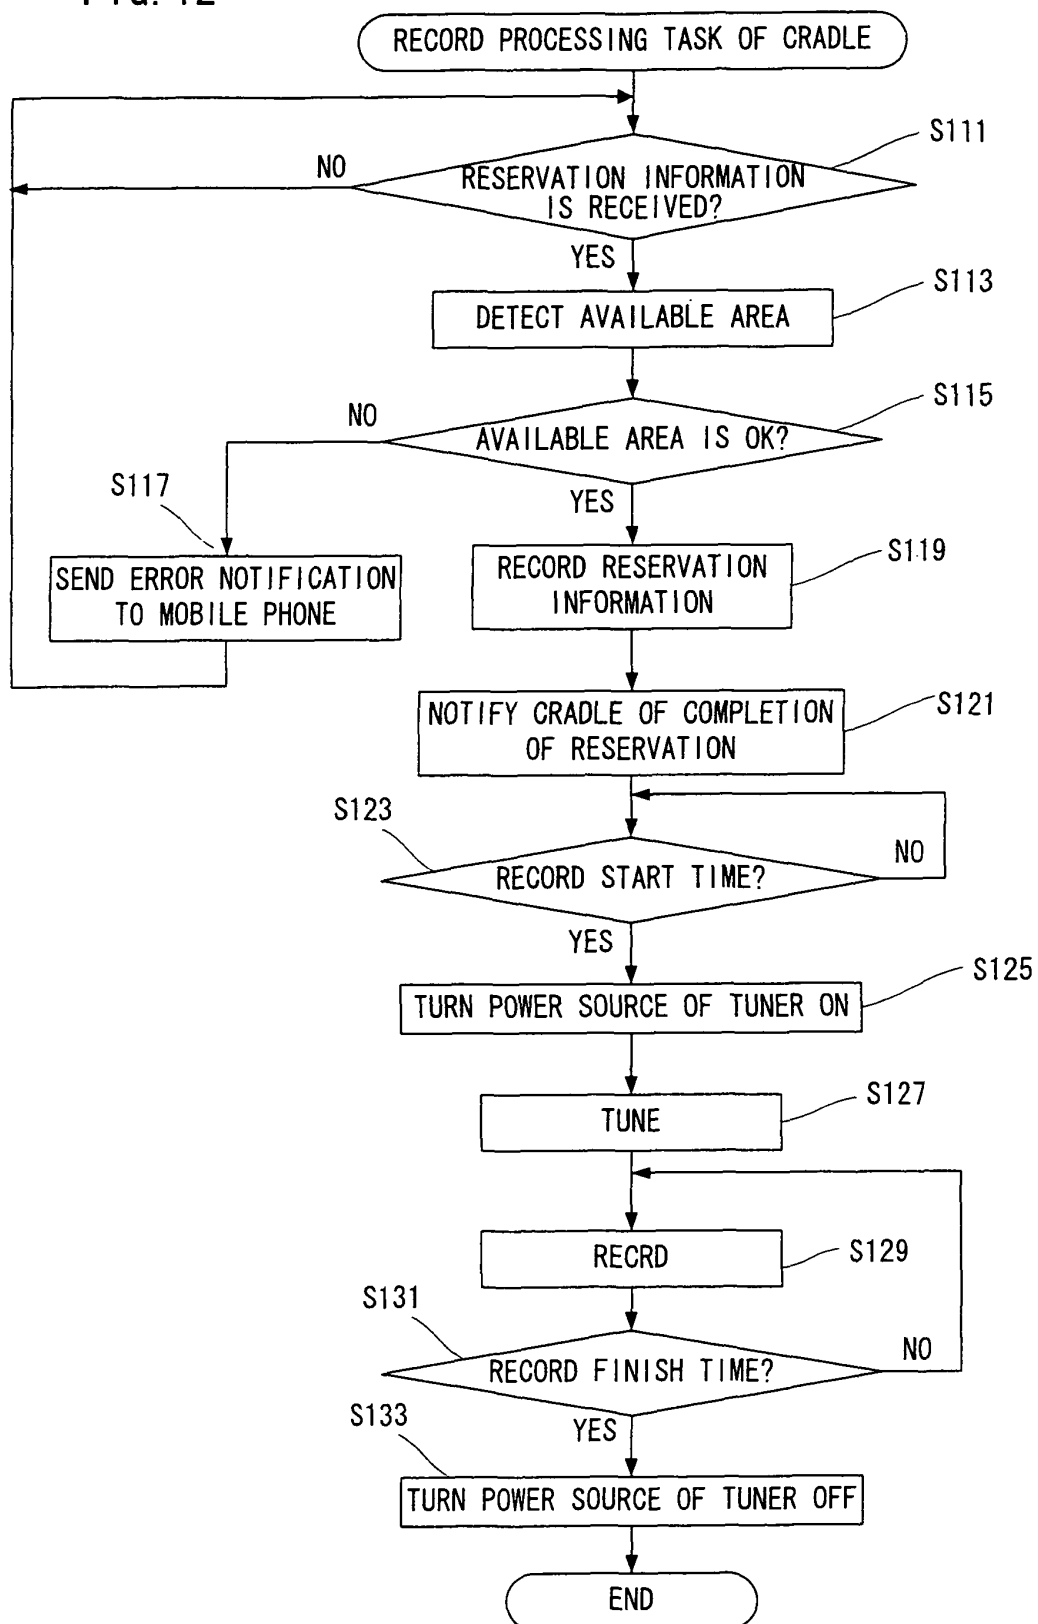 FIG. 12
RECORD PROCESSING TASK OF CRADLE
S111
NO
RESERVATION INFORMATION
IS RECEIVED?
YES
S113
DETECT AVAILABLE AREA
S115
NO
AVAILABLE AREA IS OK?
YES
S117
SEND ERROR NOTIFICATION
TO MOBILE PHONE
S119
RECORD RESERVATION
INFORMATION
S121
NOTIFY CRADLE OF COMPLETION
OF RESERVATION
S123
NO
RECORD START TIME?
YES
S125
TURN POWER SOURCE OF TUNER ON
S127
TUNE
RECRD
S129
S131
NO
RECORD FINISH TIME?
S133
YES
TURN POWER SOURCE OF TUNER OFF
END